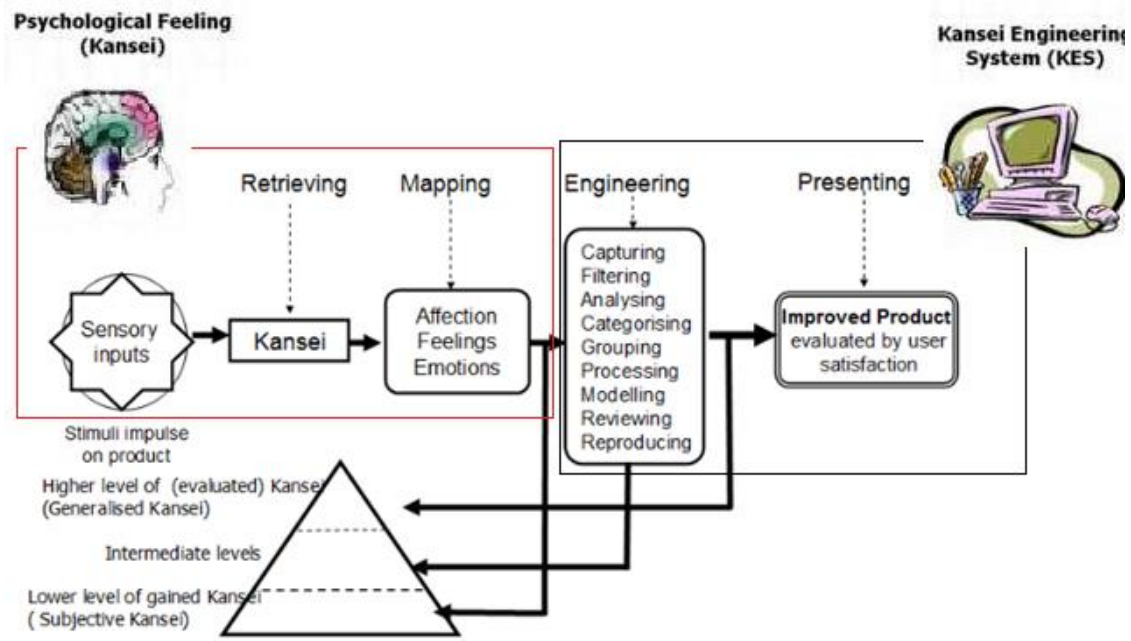 Psychological Feeling
(Kansei)
Kansei Engineering
System (KES)
Retrieving
Mapping
Engineering
Presenting
Sensory
inputs
Kansei
Affection
Feelings
Emotions
Capturing
Filtering
Analysing
Categorising
Grouping
Processing
Modelling
Reviewing
Reproducing
Improved Product
evaluated by user
satisfaction
Stimuli impulse
on product
Higher level of (evaluated) Kansei
(Generalised Kansei)
Intermediate levels
Lower level of gained Kansei
( Subjective Kansei)